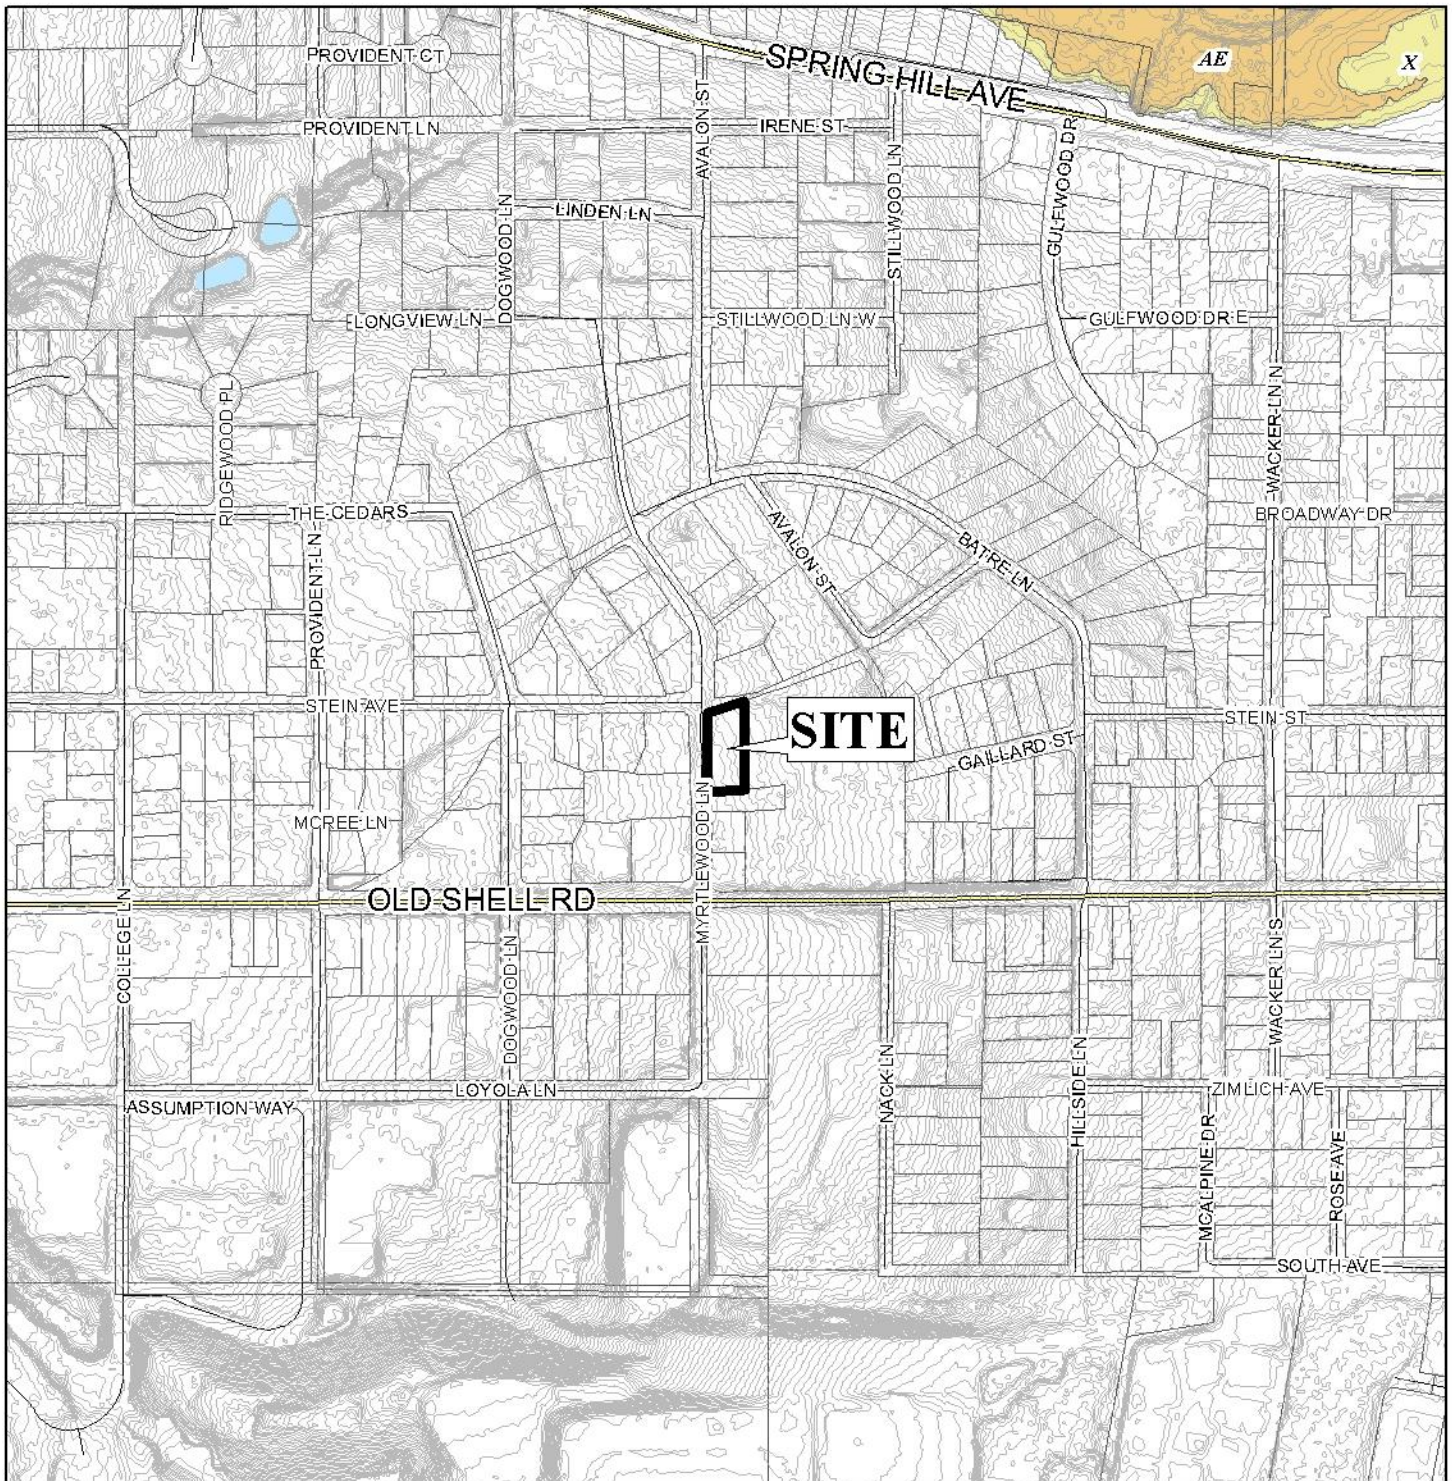 PROVIDENT CT
SPRING HILL AVE
AE
X
AVALON ST
PROVIDENT LN
IRENE ST
GULFWOOD DR
STILLWOOD LN
DOGWOOD LN
LINDEN LN
LONGVIEW LN
STILLWOOD LN W
GULFWOOD DR E
RIDGEWOOD PL
WACKER LN N
THE CEDARS
BROADWAY DR
AVALON ST
BATRE LN
PROVIDENT LN
STEIN AVE
SITE
STEIN ST
GAILLARD ST
MCREE LN
MYRTLEWOOD LN
OLD SHELL RD
COLLEGE LN
DOGWOOD LN
WACKER LN S
NACK LN
HILLSIDE LN
LOYOLA LN
ZIMLICH AVE
ASSUMPTION WAY
MCALPINE DR
ROSE AVE
SOUTH AVE